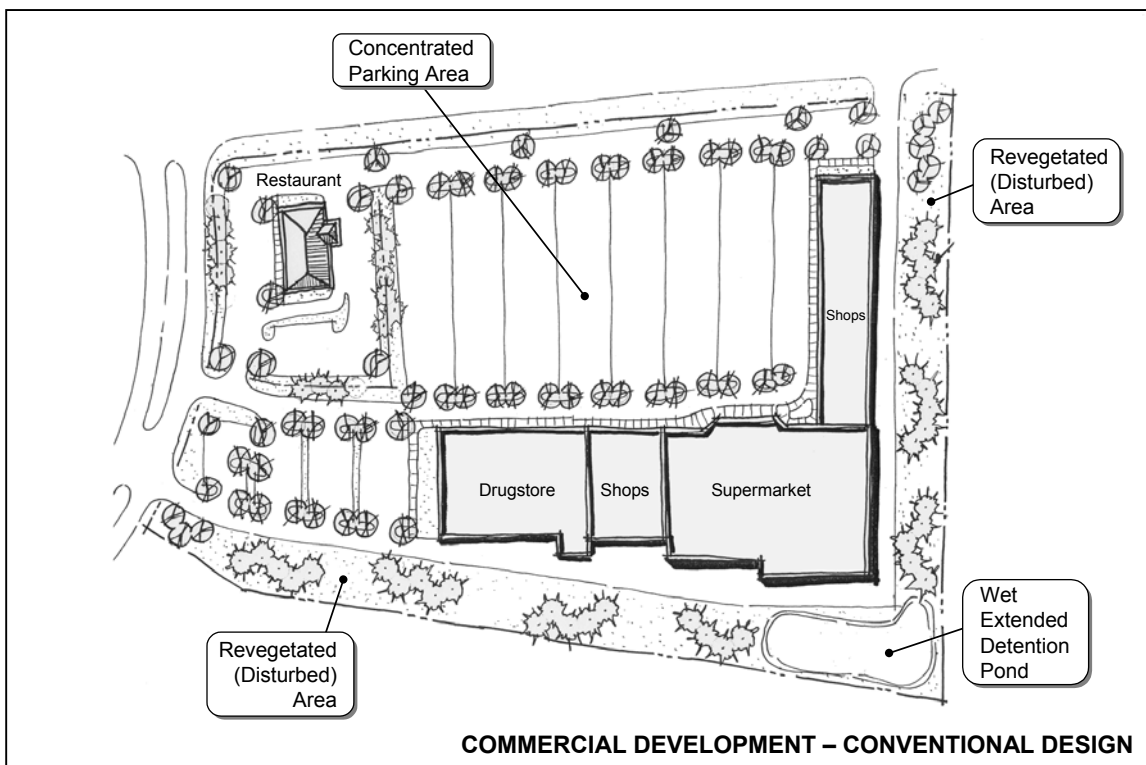 Concentrated
Parking Area
Restaurant
Revegetated
(Disturbed)
Area
Shops
Drugstore
Shops
Supermarket
Revegetated
(Disturbed)
Area
Wet
Extended
Detention
Pond
COMMERCIAL DEVELOPMENT – CONVENTIONAL DESIGN